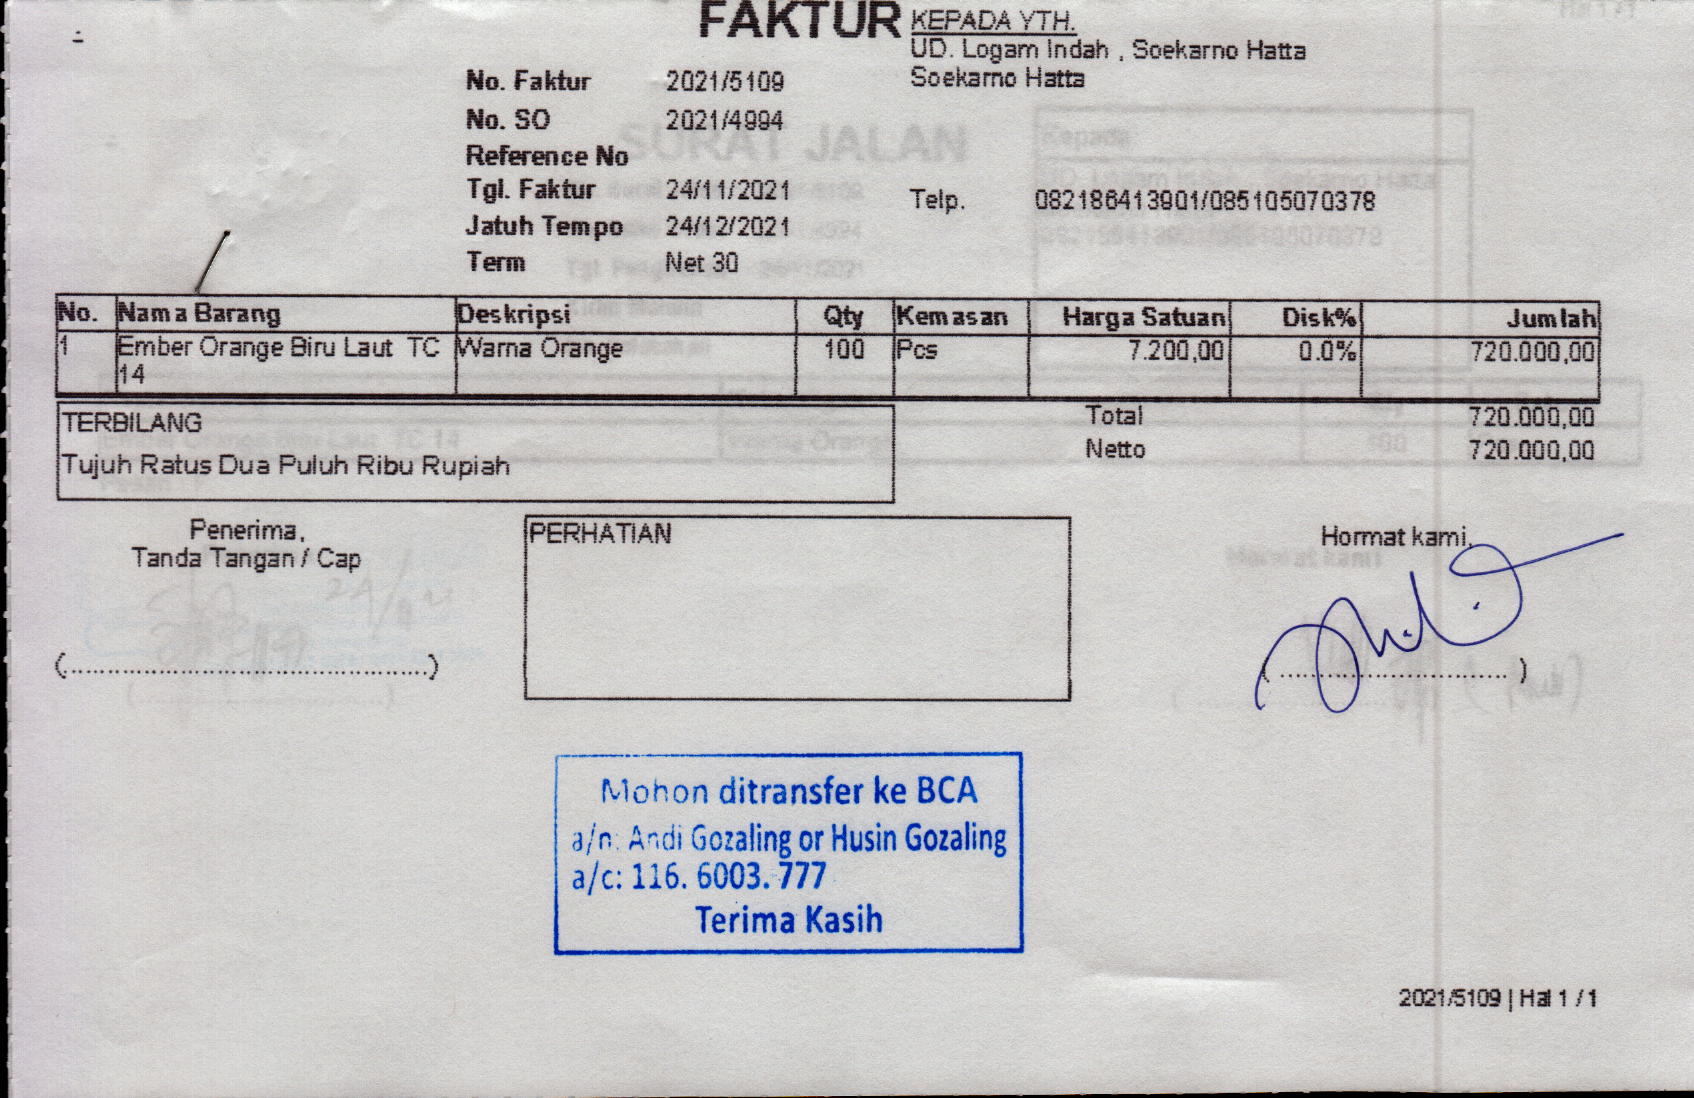 FAKTUR
KEPADA YTH.
UD. Logam Indah , Soekarno Hatta
Soekarno Hatta
No. Faktur 2021/5109
No. SO 2021/4994
Reference No
Tgl. Faktur 24/11/2021
Telp. 082186413901/085105070378
Jatuh Tempo 24/12/2021
Term Net 30
No. Nama Barang Deskripsi Qty Kemasan Harga Satuan Disk% Jumlah
1 Ember Orange Biru Laut TC Warna Orange 100 Pcs 7.200,00 0.0% 720.000,00
14
TERBILANG
Total 720.000,00
Netto 720.000,00
Tujuh Ratus Dua Puluh Ribu Rupiah
Penerima,
Tanda Tangan / Cap
PERHATIAN
Hormat kami,
(..............................................)
( ............................... )
Mohon ditransfer ke BCA
a/n: Andi Gozaling or Husin Gozaling
a/c: 116. 6003. 777
Terima Kasih
2021/5109 | Hal 1 / 1
SURAT JALAN
Kepada